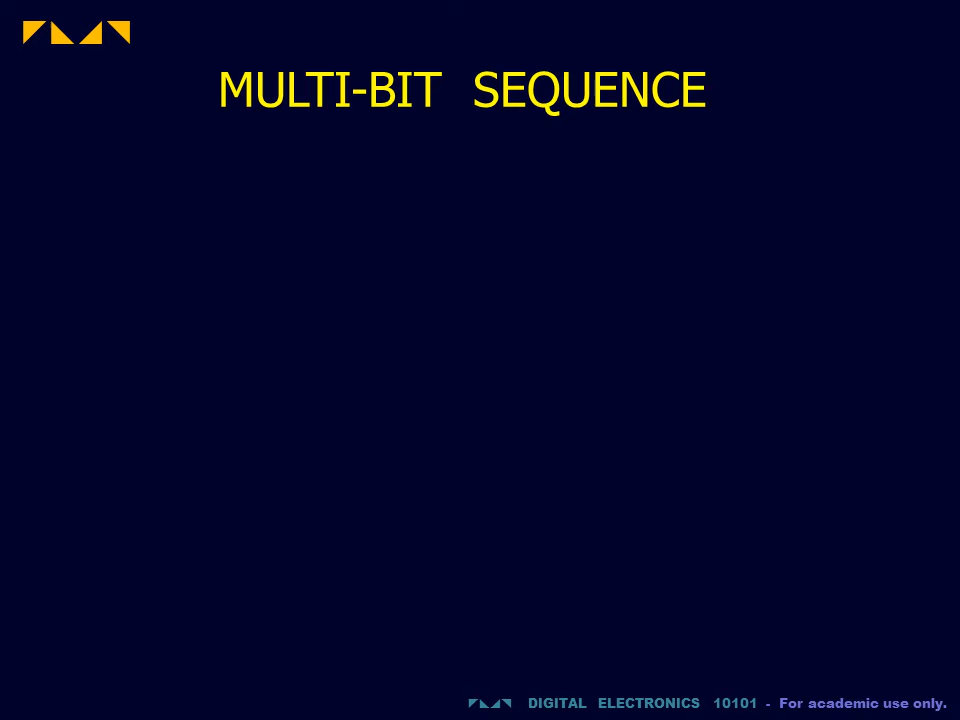 MULTI-BIT SEQUENCE
DIGITAL ELECTRONICS 10101 - For academic use only.